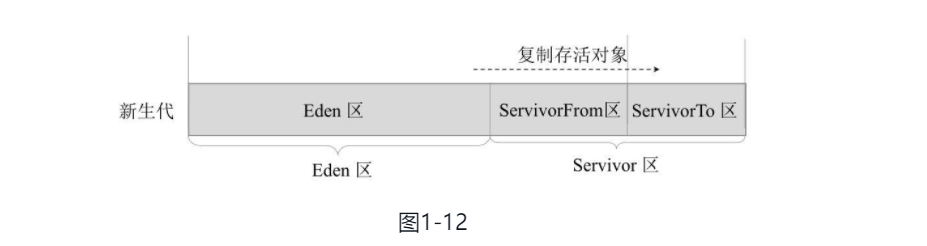 复制存活对象
新生代
Eden 区
ServivorFrom区
ServivorTo 区
Eden 区
Servivor 区
图1-12